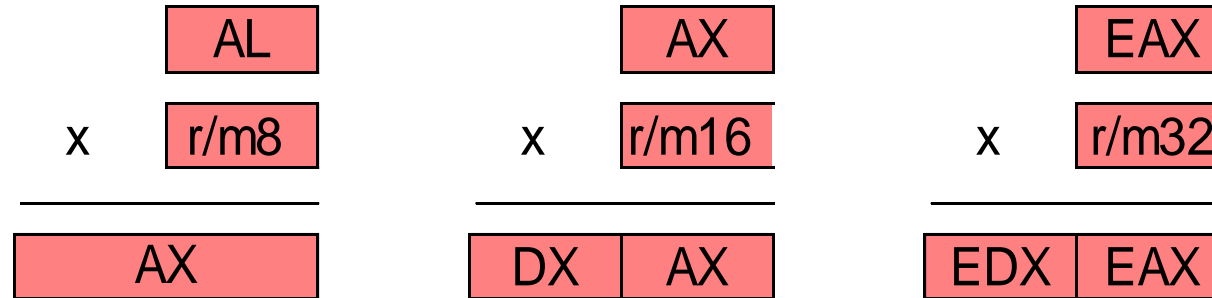 AL AX EAX
x r/m8 x r/m16 x r/m32
AX DX AX EDX EAX